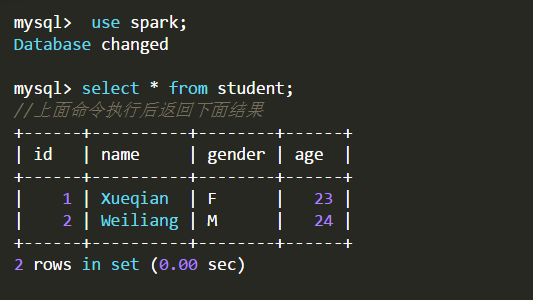 mysql>  use spark;
Database changed
mysql> select * from student;
//上面命令执行后返回下面结果
+------+----------+--------+------+
| id   | name     | gender | age  |
+------+----------+--------+------+
|    1 | Xueqian  | F      |   23 |
|    2 | Weiliang | M      |   24 |
+------+----------+--------+------+
2 rows in set (0.00 sec)